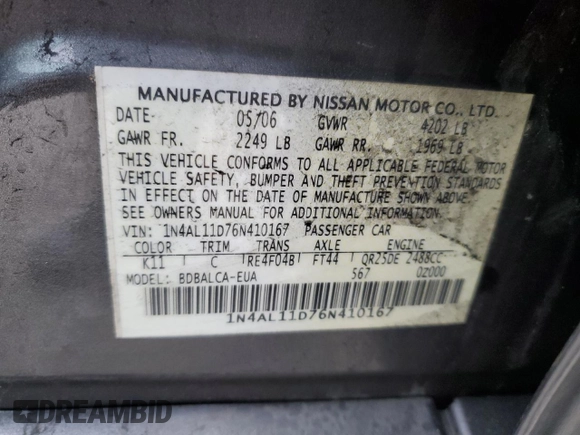 MANUFACTURED BY NISSAN MOTOR CO., LTD.
DATE 05/06 GVWR 4202 LB
GAWR FR. 2249 LB GAWR RR. 1969 LB
THIS VEHICLE CONFORMS TO ALL APPLICABLE FEDERAL MOTOR
VEHICLE SAFETY, BUMPER AND THEFT PREVENTION STANDARDS
IN EFFECT ON THE DATE OF MANUFACTURE SHOWN ABOVE.
SEE OWNERS MANUAL FOR ADDITIONAL INFORMATION.
VIN: 1N4AL11D76N410167 PASSENGER CAR
COLOR TRIM TRANS AXLE ENGINE
K11 C RE4F04B FT44 QR25DE 2488CC
MODEL: BDBALCA-EUA 567 0Z000
1N4AL11D76N410167
DREAMBID